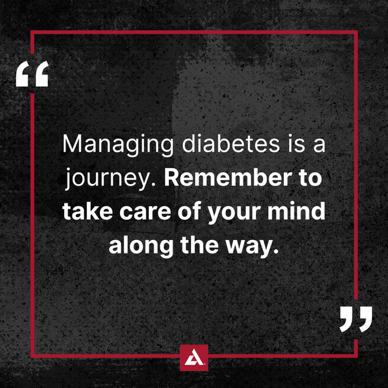 “
Managing diabetes is a
journey. Remember to
take care of your mind
along the way.
”